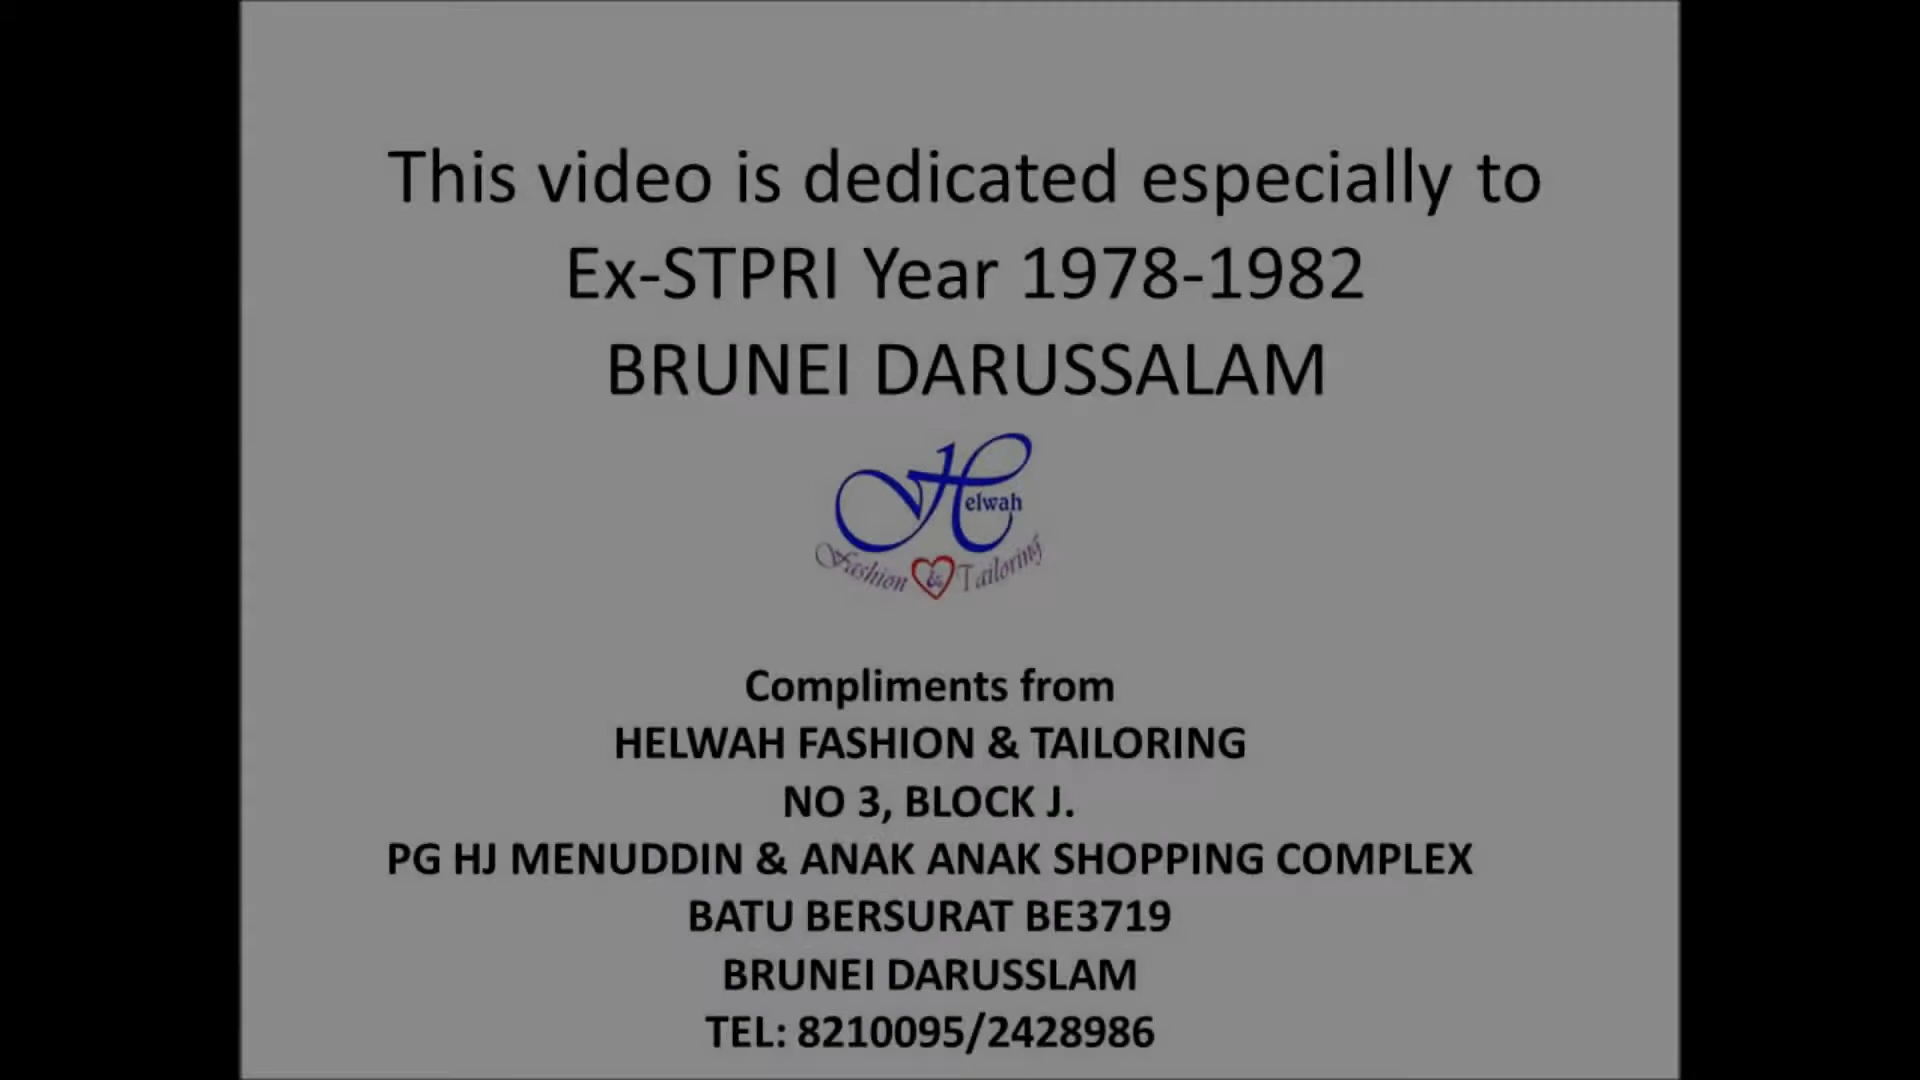 This video is dedicated especially to
Ex-STPRI Year 1978-1982
BRUNEI DARUSSALAM
Helwah
Fashion & Tailoring
Compliments from
HELWAH FASHION & TAILORING
NO 3, BLOCK J.
PG HJ MENUDDIN & ANAK ANAK SHOPPING COMPLEX
BATU BERSURAT BE3719
BRUNEI DARUSSLAM
TEL: 8210095/2428986